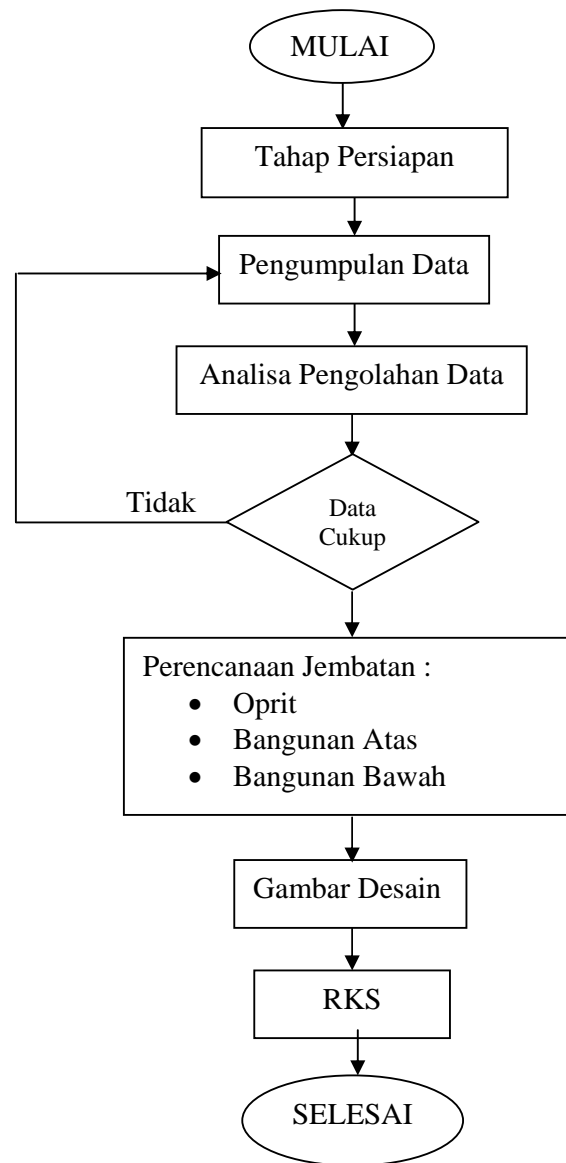 MULAI
Tahap Persiapan
Pengumpulan Data
Analisa Pengolahan Data
Tidak
Data
Cukup
Perencanaan Jembatan :
• Oprit
• Bangunan Atas
• Bangunan Bawah
Gambar Desain
RKS
SELESAI